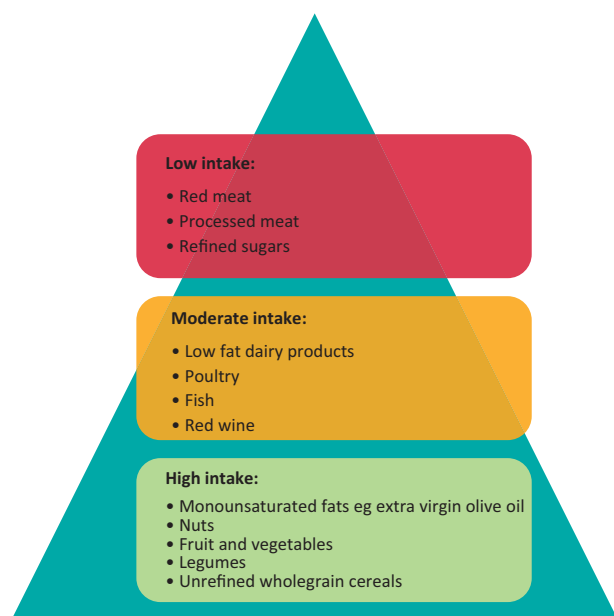 Low intake:
• Red meat
• Processed meat
• Refined sugars
Moderate intake:
• Low fat dairy products
• Poultry
• Fish
• Red wine
High intake:
• Monounsaturated fats eg extra virgin olive oil
• Nuts
• Fruit and vegetables
• Legumes
• Unrefined wholegrain cereals